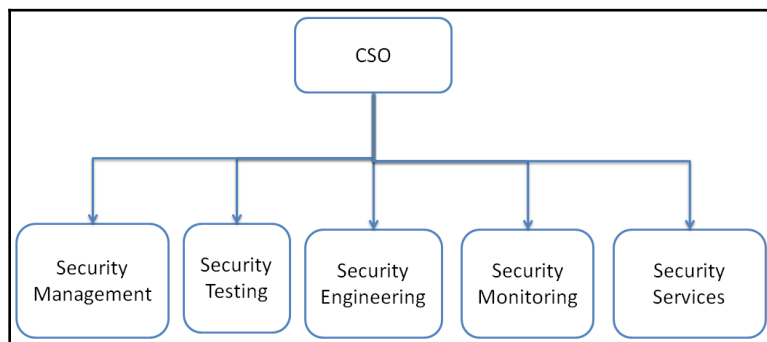 CSO
Security
Management
Security
Testing
Security
Engineering
Security
Monitoring
Security
Services